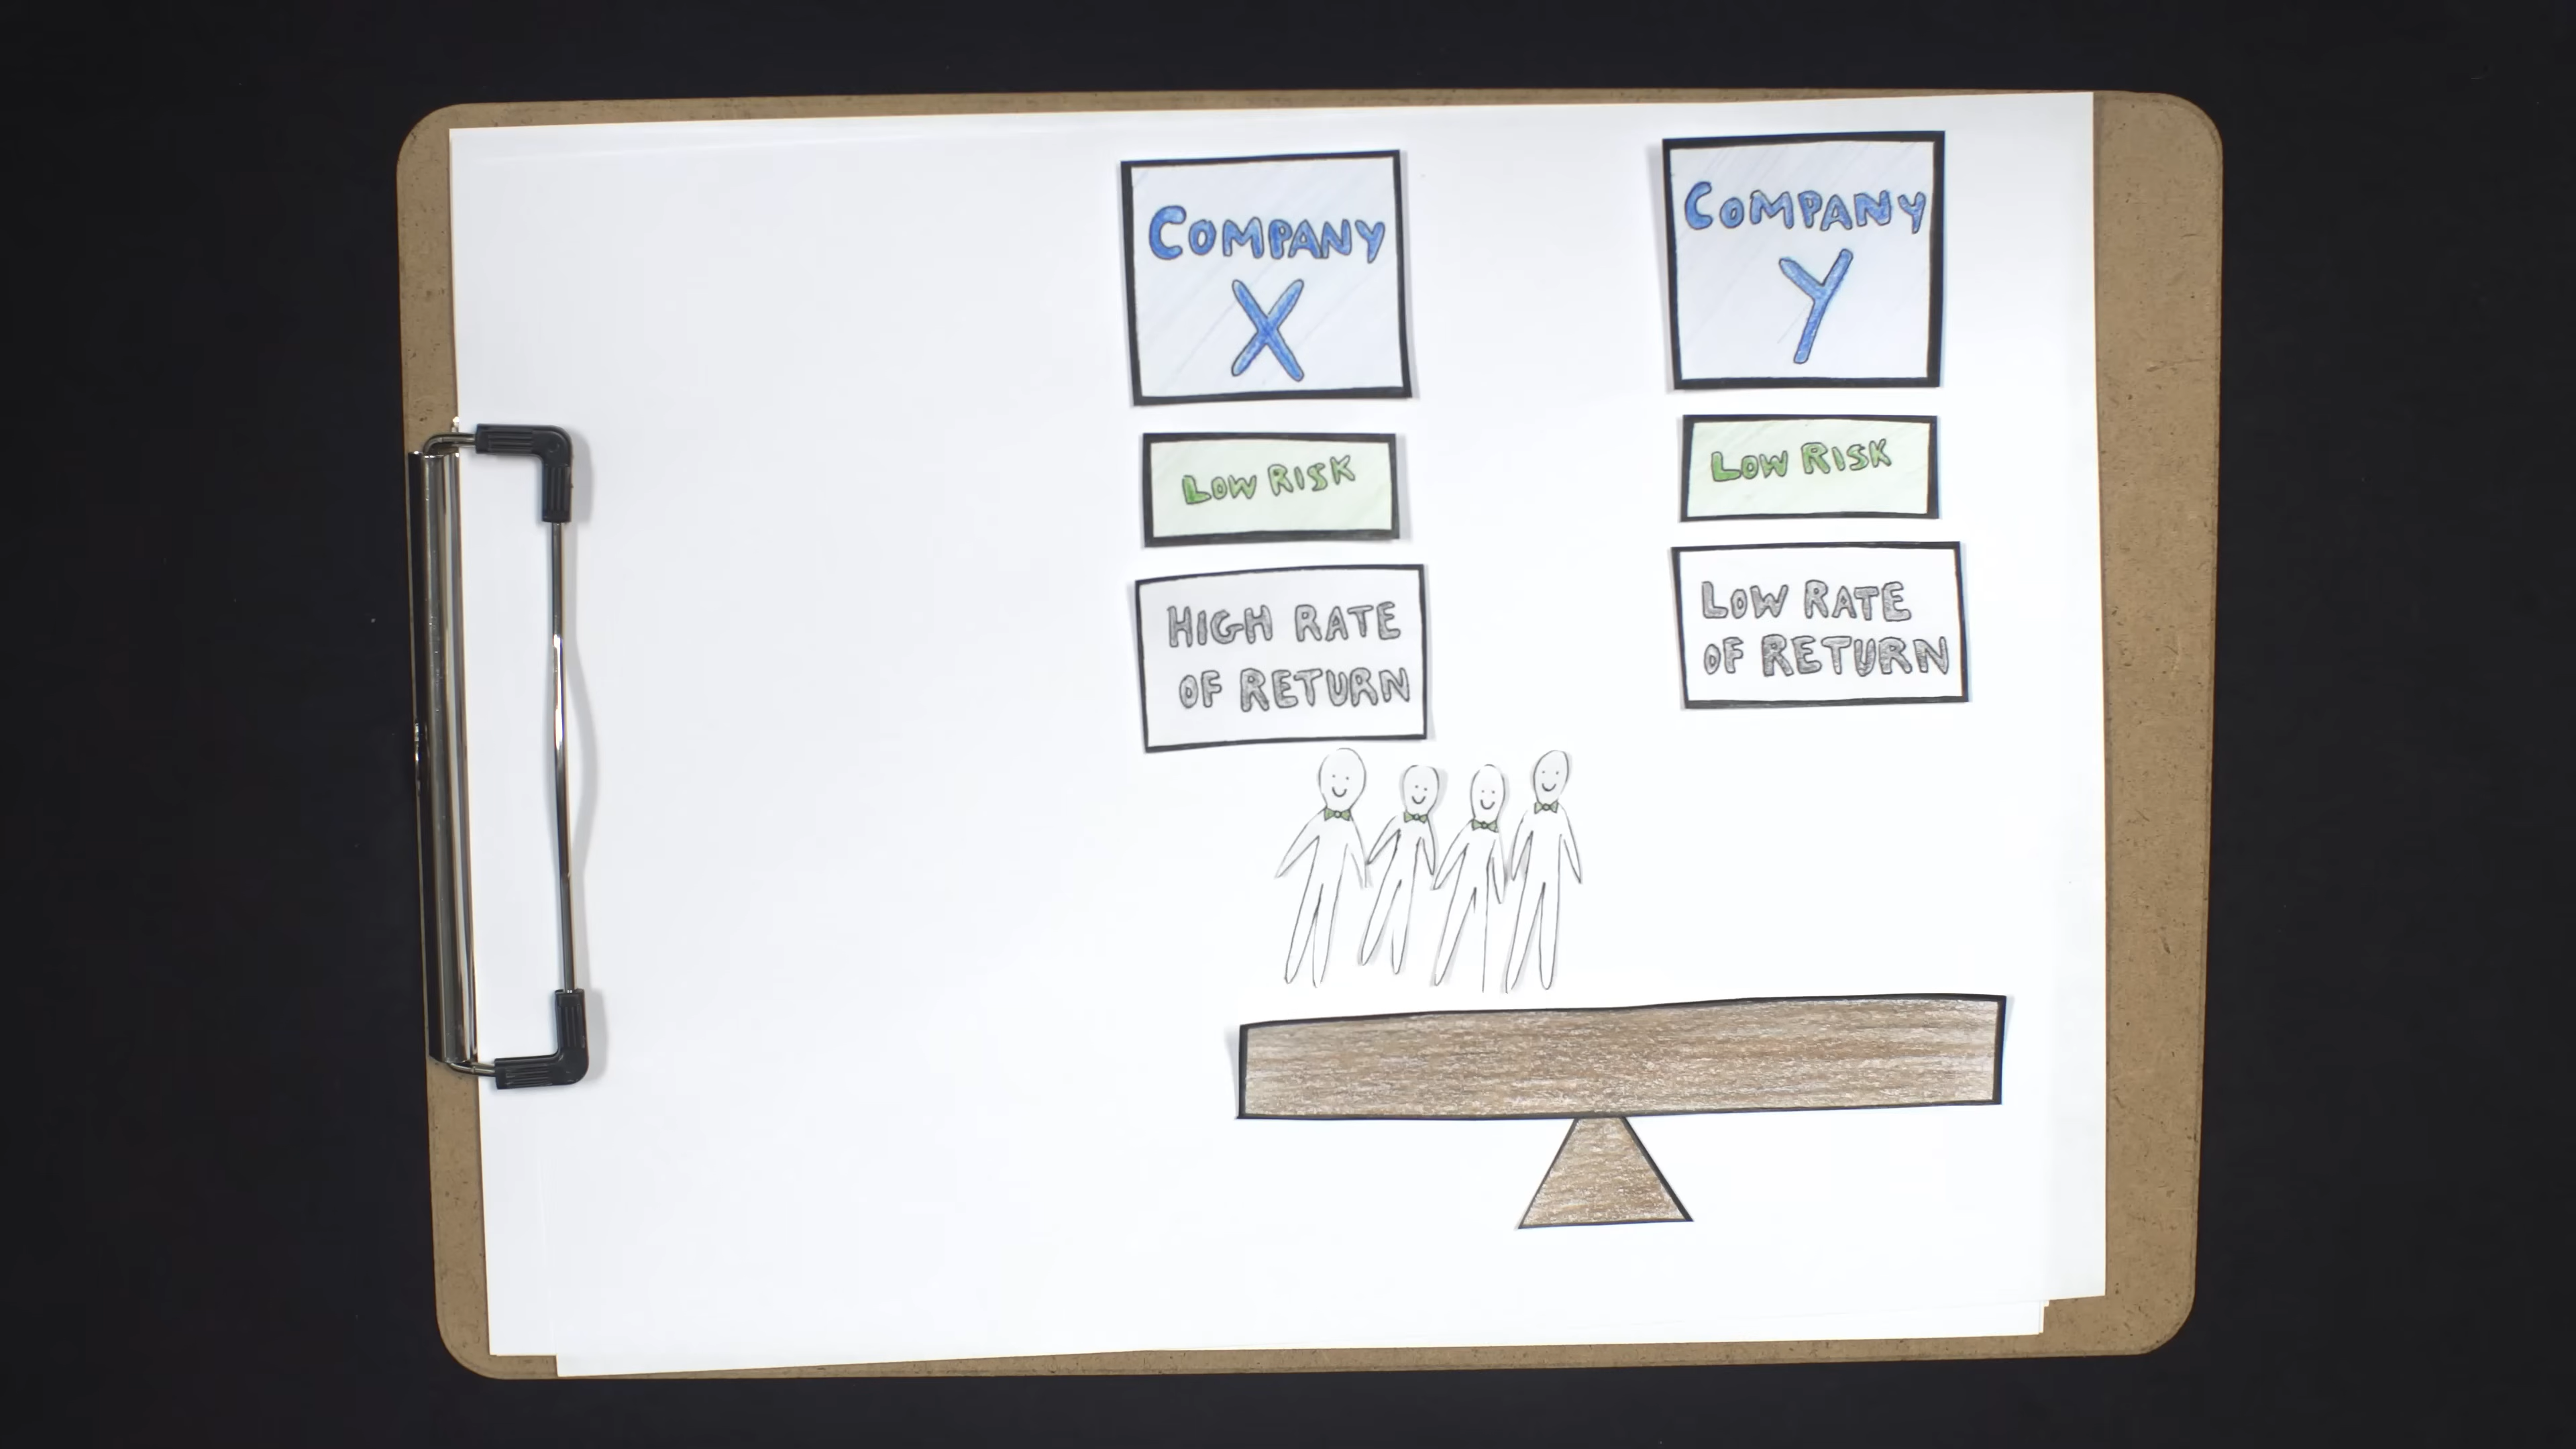 COMPANY
X
LOW RISK
HIGH RATE
OF RETURN
COMPANY
Y
LOW RISK
LOW RATE
OF RETURN